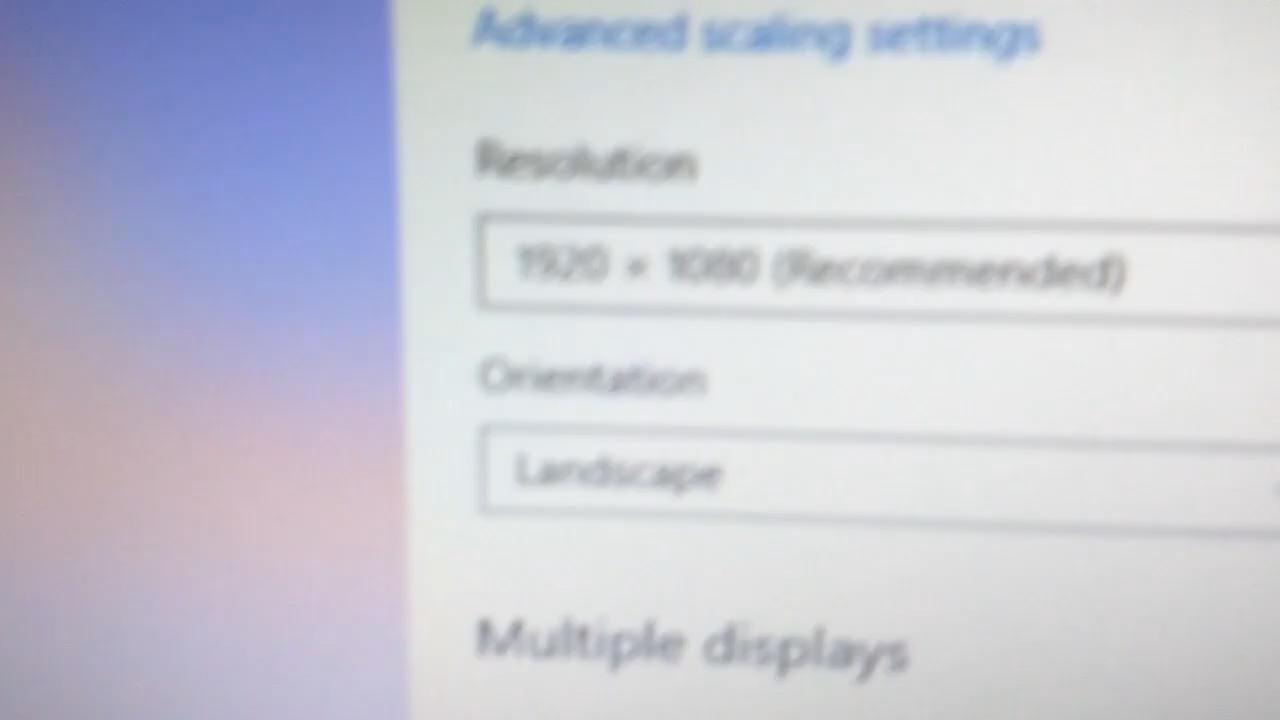 Advanced scaling settings
Resolution
1920 × 1080 (Recommended)
Orientation
Landscape
Multiple displays